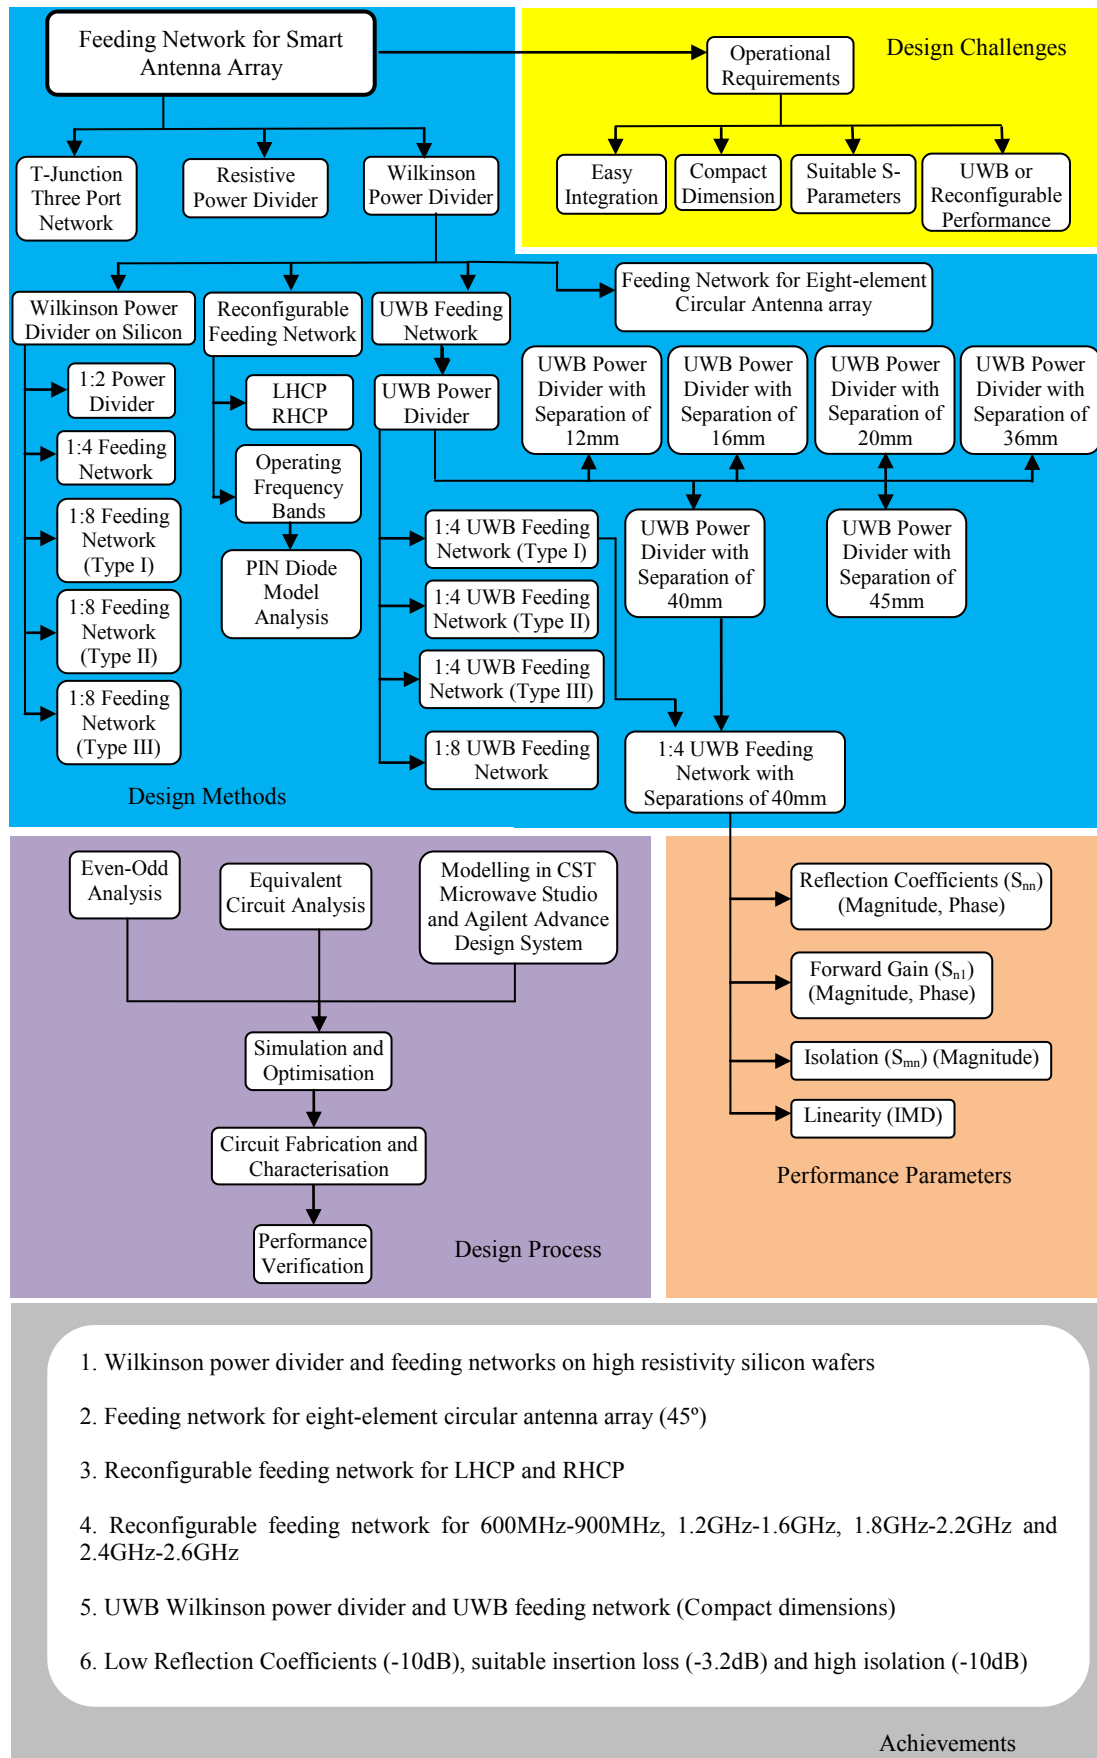 Feeding Network for Smart
Antenna Array
Operational
Requirements
Design Challenges
T-Junction
Three Port
Network
Resistive
Power Divider
Wilkinson
Power Divider
Easy
Integration
Compact
Dimension
Suitable S-
Parameters
UWB or
Reconfigurable
Performance
Wilkinson Power
Divider on Silicon
Reconfigurable
Feeding Network
UWB Feeding
Network
Feeding Network for Eight-element
Circular Antenna array
1:2 Power
Divider
1:4 Feeding
Network
1:8 Feeding
Network
(Type I)
1:8 Feeding
Network
(Type II)
1:8 Feeding
Network
(Type III)
LHCP
RHCP
Operating
Frequency
Bands
PIN Diode
Model
Analysis
UWB Power
Divider
UWB Power
Divider with
Separation of
12mm
UWB Power
Divider with
Separation of
16mm
UWB Power
Divider with
Separation of
20mm
UWB Power
Divider with
Separation of
36mm
1:4 UWB Feeding
Network (Type I)
1:4 UWB Feeding
Network (Type II)
1:4 UWB Feeding
Network (Type III)
1:8 UWB Feeding
Network
UWB Power
Divider with
Separation of
40mm
UWB Power
Divider with
Separation of
45mm
1:4 UWB Feeding
Network with
Separations of 40mm
Design Methods
Even-Odd
Analysis
Equivalent
Circuit Analysis
Modelling in CST
Microwave Studio
and Agilent Advance
Design System
Simulation and
Optimisation
Circuit Fabrication and
Characterisation
Performance
Verification
Design Process
Reflection Coefficients (Snn)
(Magnitude, Phase)
Forward Gain (Sn1)
(Magnitude, Phase)
Isolation (Smn) (Magnitude)
Linearity (IMD)
Performance Parameters
1. Wilkinson power divider and feeding networks on high resistivity silicon wafers
2. Feeding network for eight-element circular antenna array (45º)
3. Reconfigurable feeding network for LHCP and RHCP
4. Reconfigurable feeding network for 600MHz-900MHz, 1.2GHz-1.6GHz, 1.8GHz-2.2GHz and
2.4GHz-2.6GHz
5. UWB Wilkinson power divider and UWB feeding network (Compact dimensions)
6. Low Reflection Coefficients (-10dB), suitable insertion loss (-3.2dB) and high isolation (-10dB)
Achievements